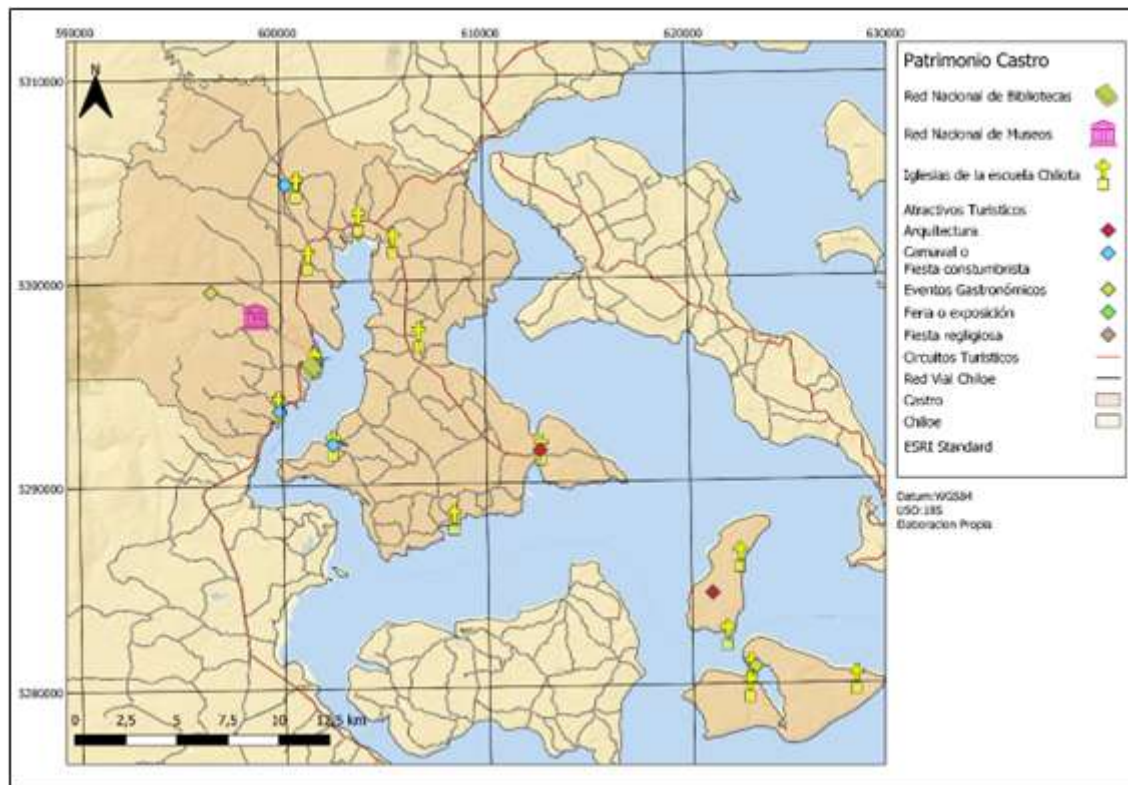 590000 600000 610000 620000 630000
N
5310000
5300000
5290000
5280000
0 2,5 5 7,5 10 12,5 km
Patrimonio Castro
Red Nacional de Bibliotecas
Red Nacional de Museos
Iglesias de la escuela Chilota
Atractivos Turisticos
Arquitectura
Carnaval o
Fiesta constumbrista
Eventos Gastronómicos
Feria o exposición
Fiesta regligiosa
Circuitos Turisticos
Red Vial Chiloe
Castro
Chiloe
ESRI Standard
Datum:WGS84
USO:18S
Elaboracion Propia